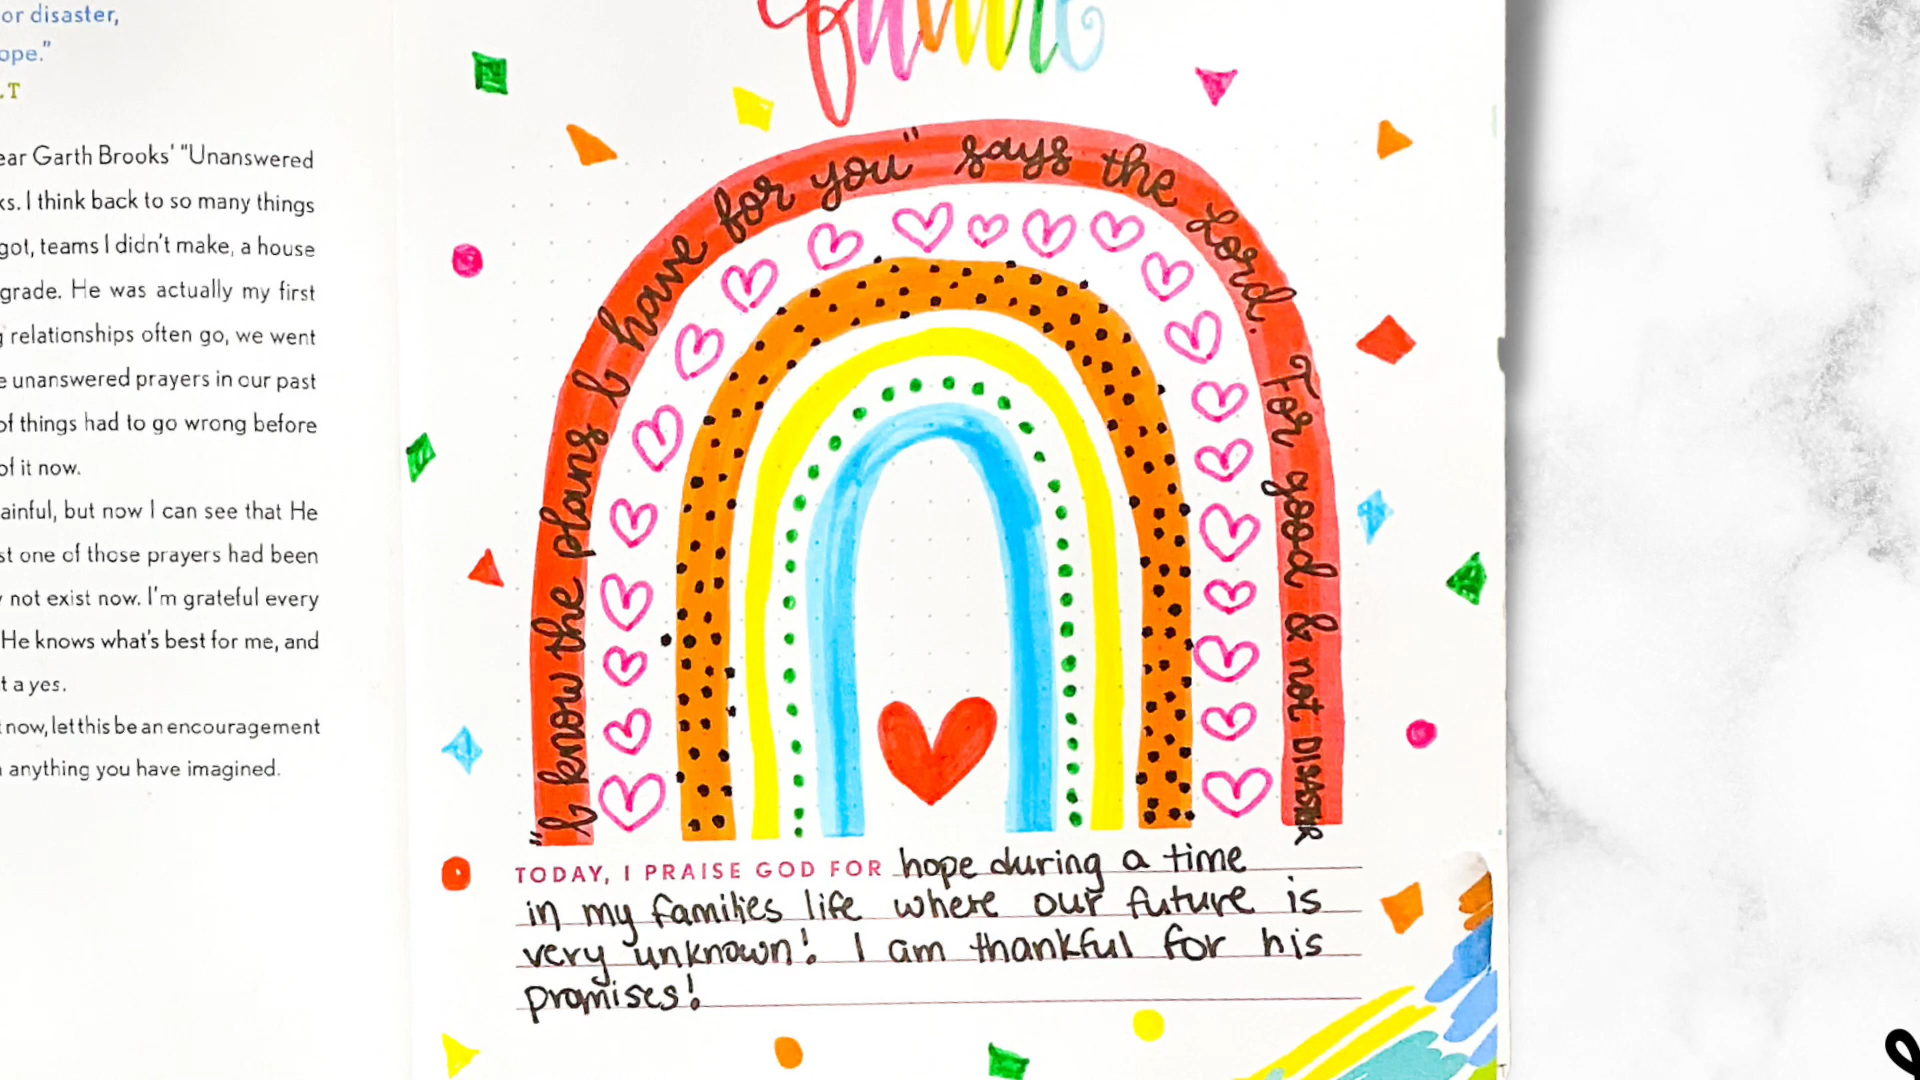 or disaster,
ope."
LT
ear Garth Brooks' "Unanswered
ks. I think back to so many things
got, teams I didn't make, a house
grade. He was actually my first
g relationships often go, we went
e unanswered prayers in our past
of things had to go wrong before
of it now.
ainful, but now I can see that He
st one of those prayers had been
y not exist now. I'm grateful every
He knows what's best for me, and
t a yes.
now, let this be an encouragement
n anything you have imagined.
future
"I know the plans I have for you" says the Lord. For good & not DISASTER
TODAY, I PRAISE GOD FOR hope during a time
in my families life where our future is
very unknown! I am thankful for his
promises!